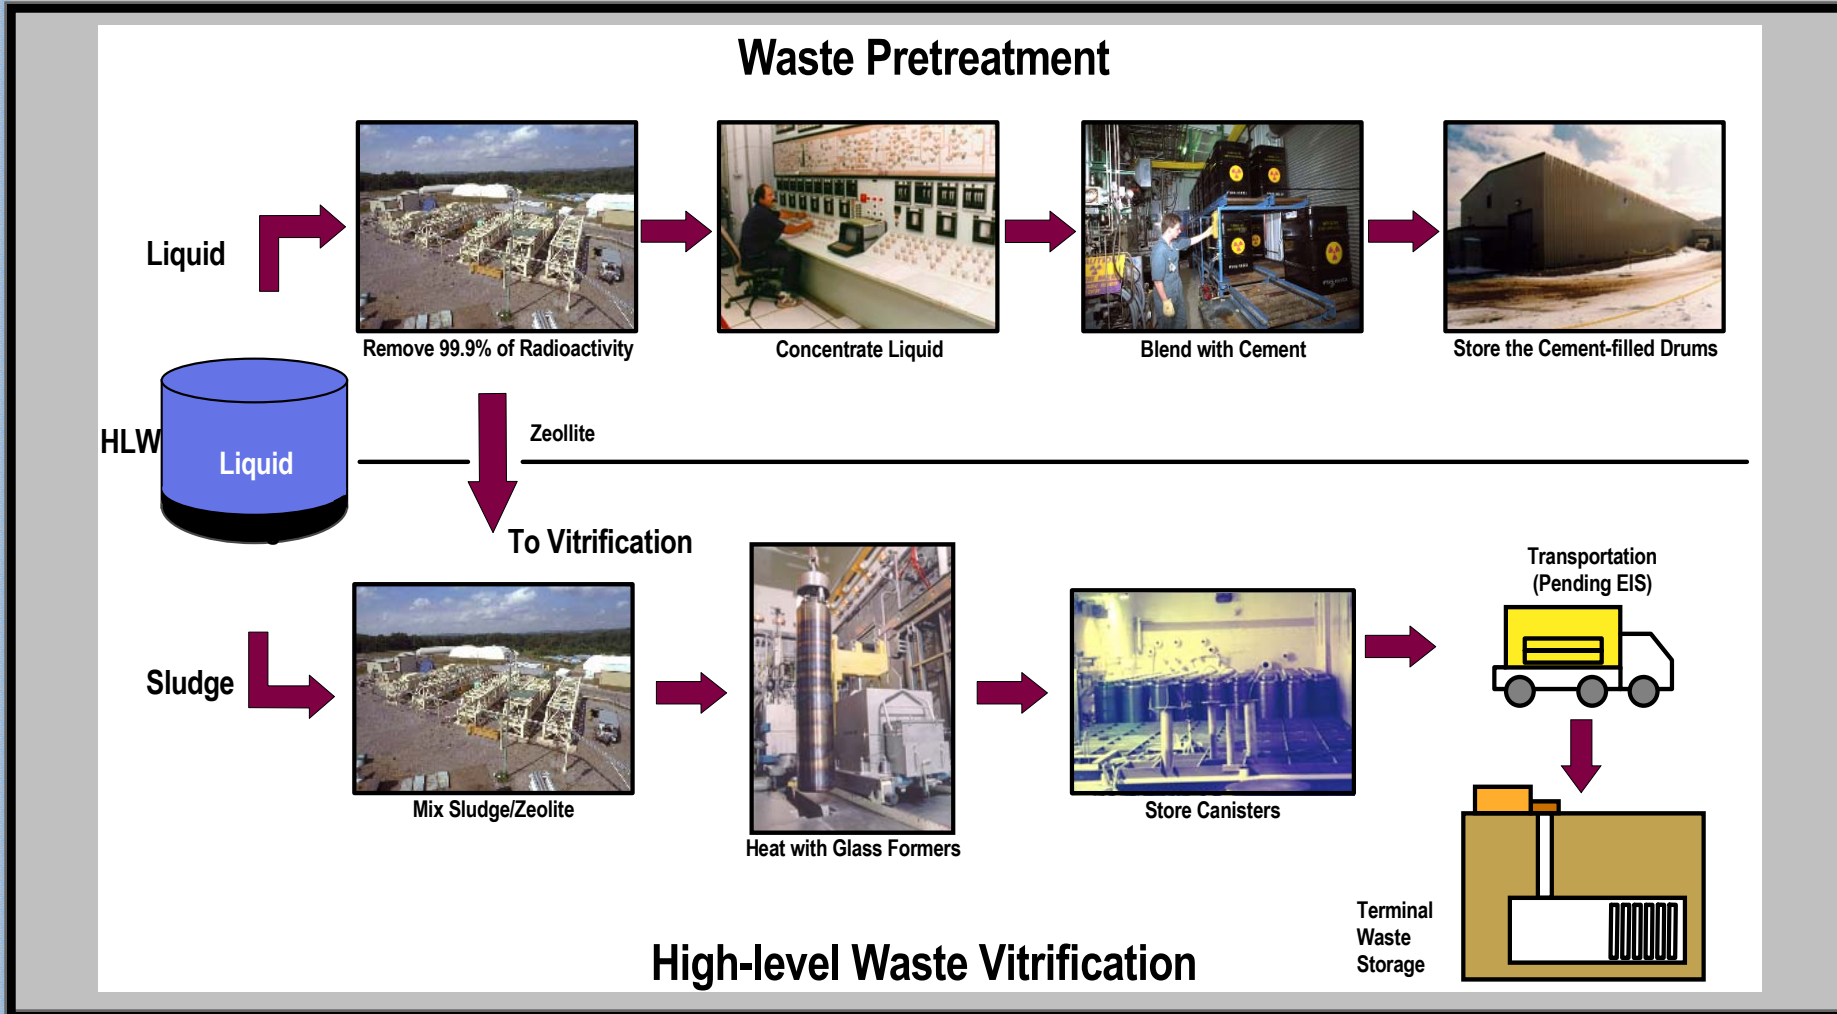 Waste Pretreatment
Liquid
Remove 99.9% of Radioactivity
Concentrate Liquid
Blend with Cement
Store the Cement-filled Drums
HLW
Liquid
Zeollite
To Vitrification
Sludge
Mix Sludge/Zeolite
Heat with Glass Formers
Store Canisters
Transportation
(Pending EIS)
Terminal
Waste
Storage
High-level Waste Vitrification